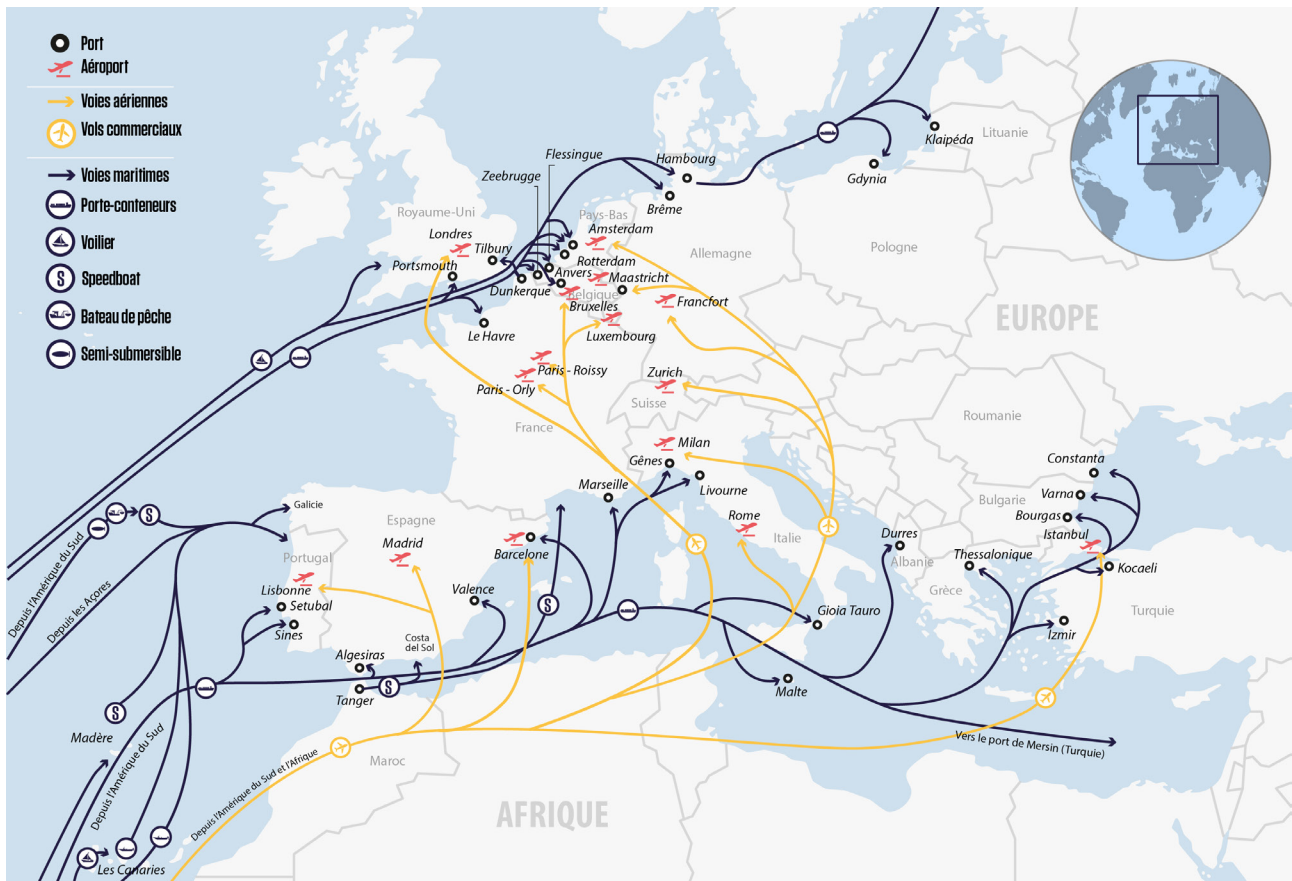 Port
Aéroport
Voies aériennes
Vols commerciaux
Voies maritimes
Porte-conteneurs
Voilier
S
Speedboat
Bateau de pêche
Semi-submersible
Lituanie
Klaipéda
Gdynia
Hambourg
Brême
Flessingue
Zeebrugge
Royaume-Uni
Londres
Tilbury
Portsmouth
Pays-Bas
Amsterdam
Rotterdam
Anvers
Maastricht
Dunkerque
Belgique
Bruxelles
Allemagne
Pologne
Francfort
Luxembourg
Le Havre
EUROPE
Paris - Roissy
Paris - Orly
Zurich
Suisse
France
Roumanie
Milan
Gênes
Livourne
Marseille
Constanta
Bulgarie
Varna
Bourgas
Istanbul
Kocaeli
Galicie
Espagne
Madrid
Barcelone
Rome
Italie
Durres
Albanie
Thessalonique
Grèce
Turquie
Izmir
S
Portugal
Lisbonne
Setubal
Sines
Valence
S
Gioia Tauro
Depuis l'Amérique du Sud
Depuis les Açores
Costa
del Sol
Algesiras
S
Tanger
Malte
S
Madère
Depuis l'Amérique du Sud
Depuis l'Amérique du Sud et l'Afrique
Maroc
Vers le port de Mersin (Turquie)
AFRIQUE
Les Canaries